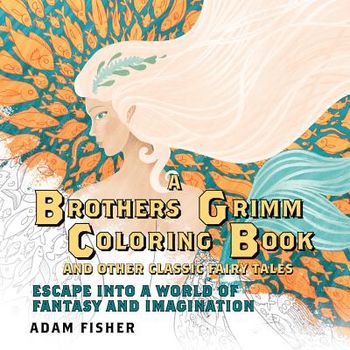 A
BROTHERS GRIMM
COLORING BOOK
AND OTHER CLASSIC FAIRY TALES
ESCAPE INTO A WORLD OF
FANTASY AND IMAGINATION
ADAM FISHER